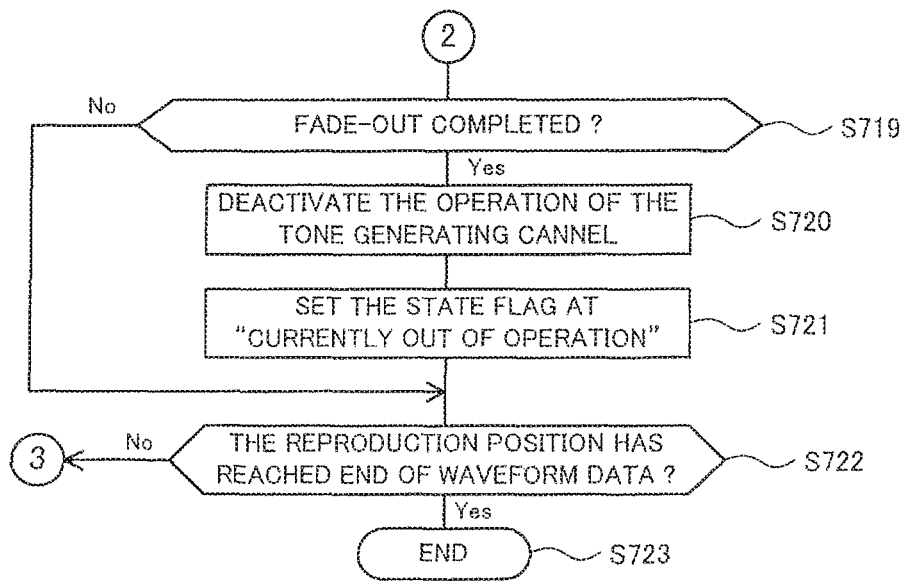 2
No
FADE-OUT COMPLETED ?
S719
Yes
DEACTIVATE THE OPERATION OF THE
TONE GENERATING CANNEL
S720
SET THE STATE FLAG AT
“CURRENTLY OUT OF OPERATION”
S721
3
No
THE REPRODUCTION POSITION HAS
REACHED END OF WAVEFORM DATA ?
S722
Yes
END
S723